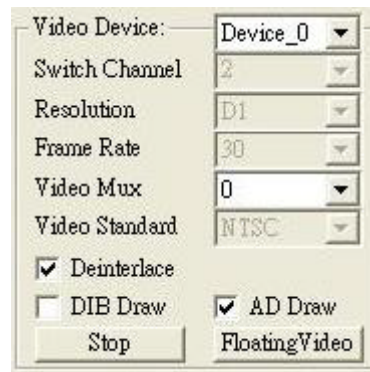 Video Device: Device_0
Switch Channel 2
Resolution D1
Frame Rate 30
Video Mux 0
Video Standard NTSC
Deinterlace
DIB Draw AD Draw
Stop FloatingVideo